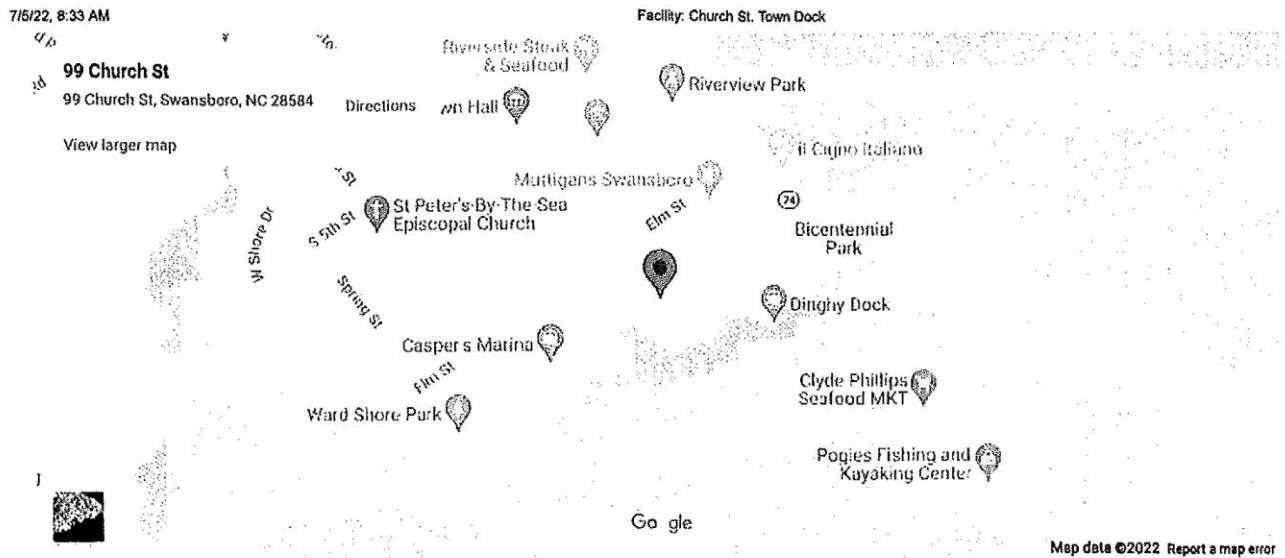 7/5/22, 8:33 AM
Facility: Church St. Town Dock
99 Church St
99 Church St, Swansboro, NC 28584
Directions
View larger map
Riverside Steak
& Seafood
wn Hall
Riverview Park
Il Cigno Italiano
Mulligans Swansboro
74
St
St Peter's-By-The-Sea
Episcopal Church
S 5th St
W Shore Dr
Elm St
Bicentennial
Park
Spring St
Dinghy Dock
Casper s Marina
Elm St
Clyde Phillips
Seafood MKT
Ward Shore Park
Pogies Fishing and
Kayaking Center
Go gle
Map data ©2022 Report a map error